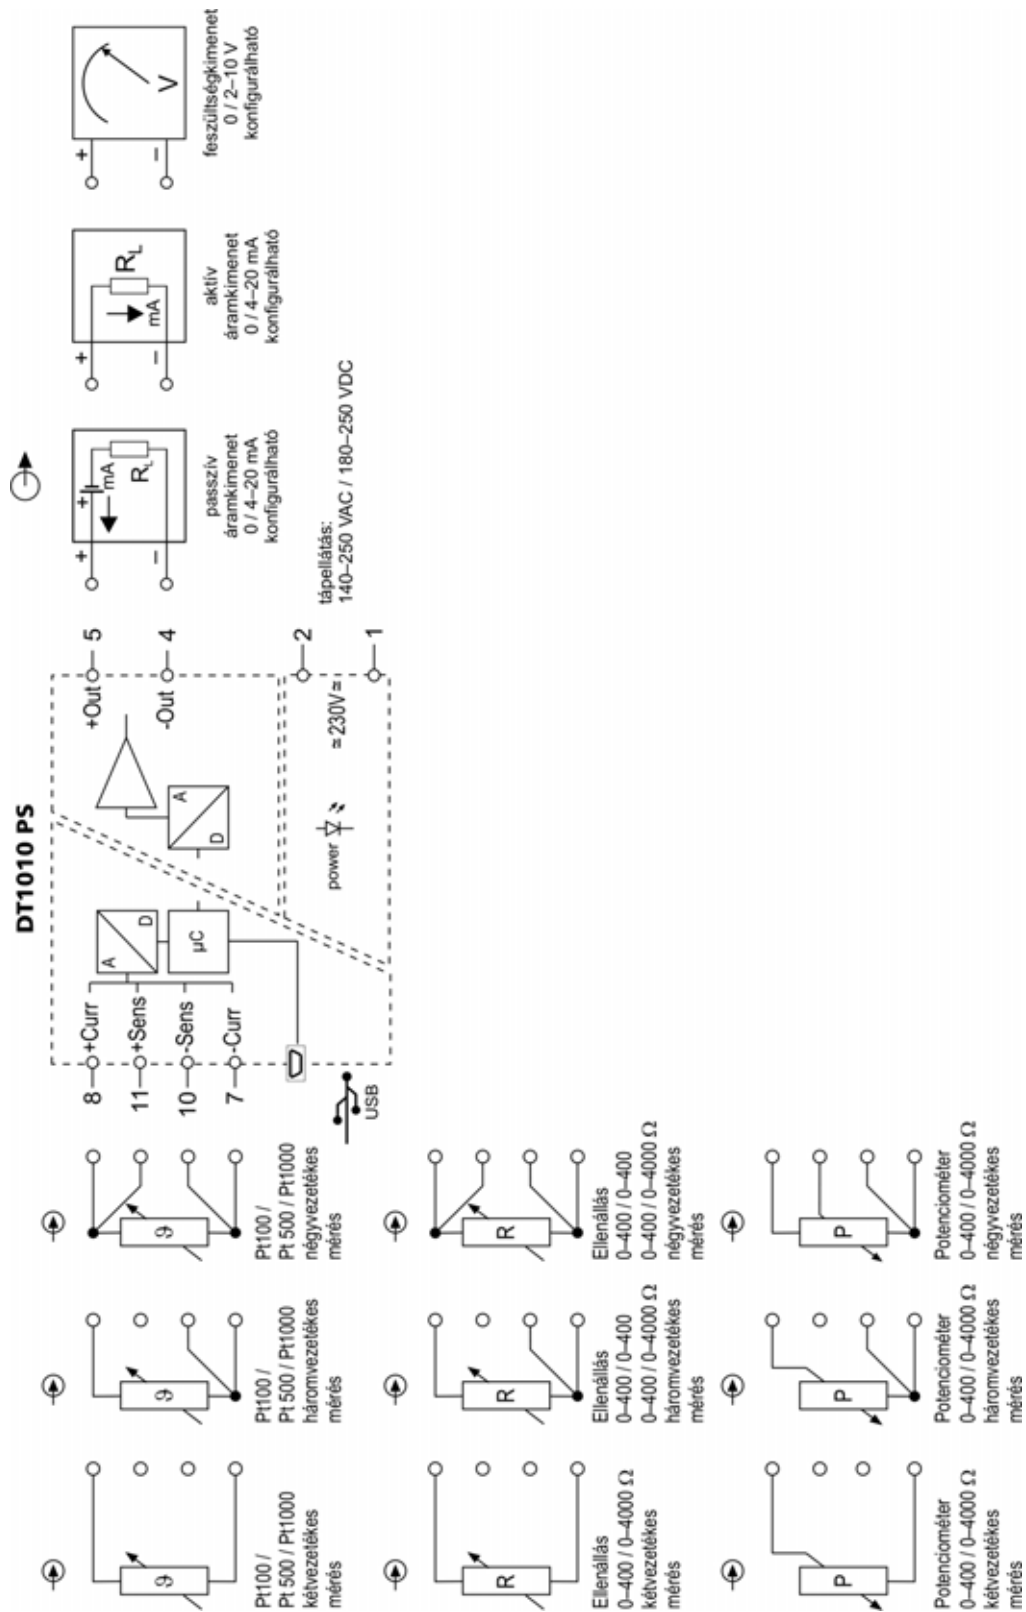 DT1010 PS
Pt100 /
Pt 500 / Pt1000
kétvezetékes
mérés
ϑ
Pt100 /
Pt 500 / Pt1000
háromvezetékes
mérés
ϑ
Pt100 /
Pt 500 / Pt1000
négyvezetékes
mérés
ϑ
Ellenállás
0–400 / 0–4000 Ω
kétvezetékes
mérés
R
Ellenállás
0–400 / 0–400
0–400 / 0–4000 Ω
háromvezetékes
mérés
R
Ellenállás
0–400 / 0–400
0–400 / 0–4000 Ω
négyvezetékes
mérés
R
Potenciométer
0–400 / 0–4000 Ω
kétvezetékes
mérés
P
Potenciométer
0–400 / 0–4000 Ω
háromvezetékes
mérés
P
Potenciométer
0–400 / 0–4000 Ω
négyvezetékes
mérés
P
8 +Curr
11 +Sens
10 -Sens
7 -Curr
USB
A
D
µC
A
D
power
≂ 230V ≂
+Out 5
-Out 4
2
1
tápellátás:
140–250 VAC / 180–250 VDC
+
–
+
mA
RL
passzív
áramkimenet
0 / 4–20 mA
konfigurálható
+
–
mA
RL
aktív
áramkimenet
0 / 4–20 mA
konfigurálható
+
–
V
feszültségkimenet
0 / 2–10 V
konfigurálható